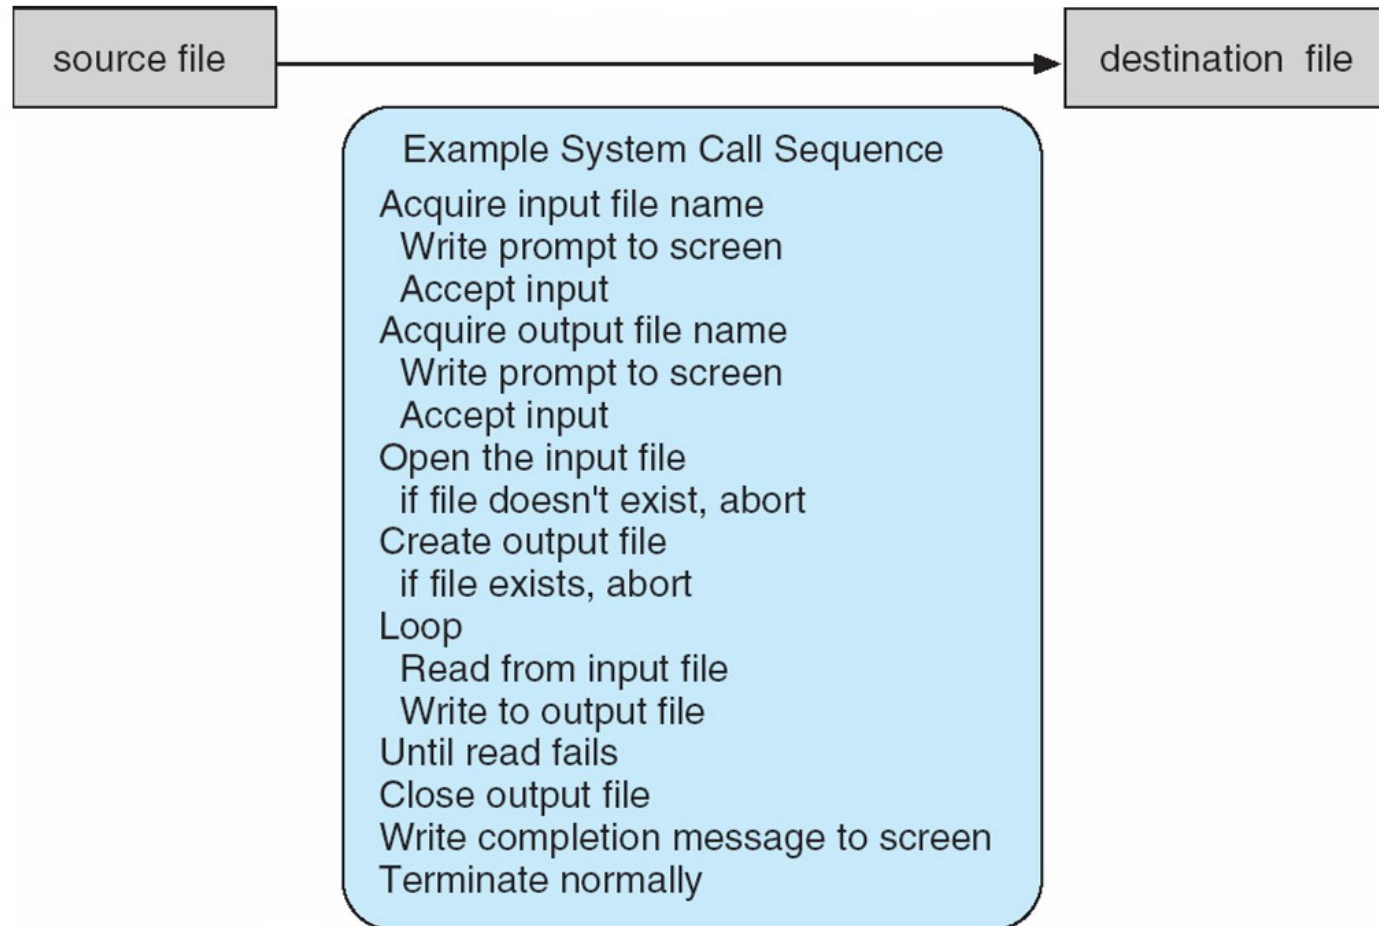 source file
destination file
Example System Call Sequence
Acquire input file name
Write prompt to screen
Accept input
Acquire output file name
Write prompt to screen
Accept input
Open the input file
if file doesn't exist, abort
Create output file
if file exists, abort
Loop
Read from input file
Write to output file
Until read fails
Close output file
Write completion message to screen
Terminate normally